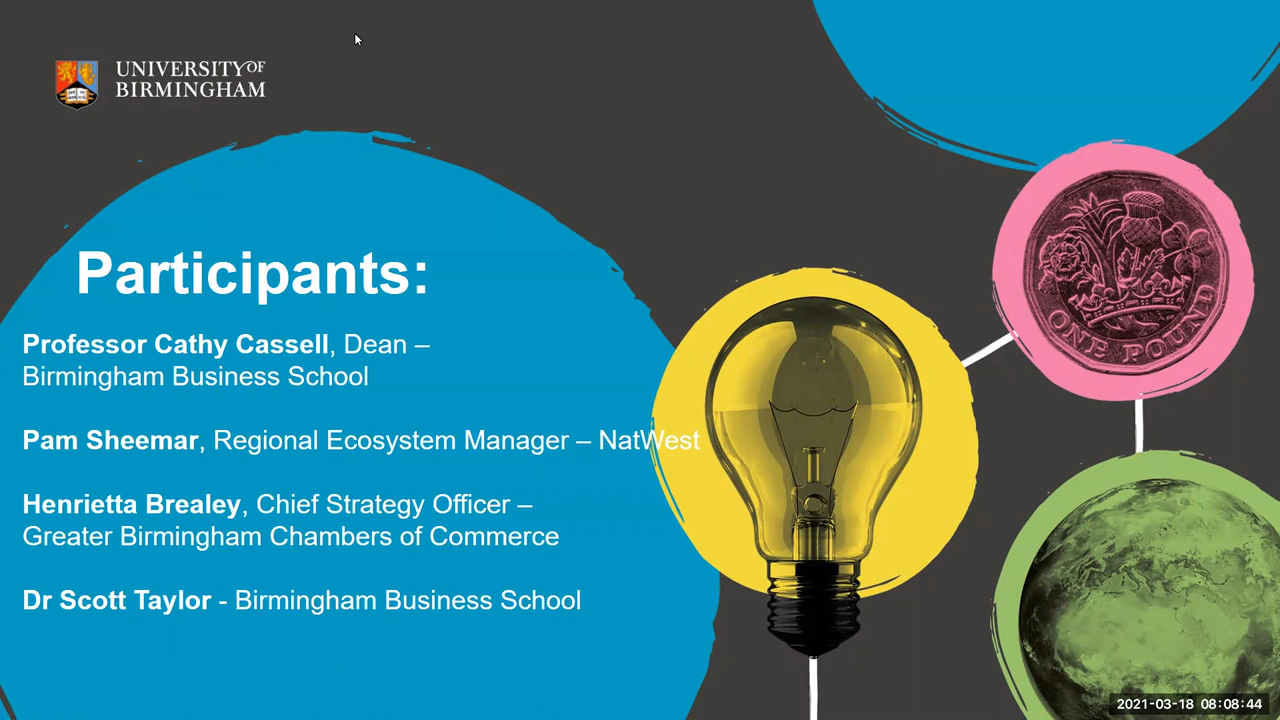 UNIVERSITY OF
BIRMINGHAM
Participants:
Professor Cathy Cassell, Dean –
Birmingham Business School
Pam Sheemar, Regional Ecosystem Manager – NatWest
Henrietta Brealey, Chief Strategy Officer –
Greater Birmingham Chambers of Commerce
Dr Scott Taylor - Birmingham Business School
ONE POUND
2021-03-18 08:08:44